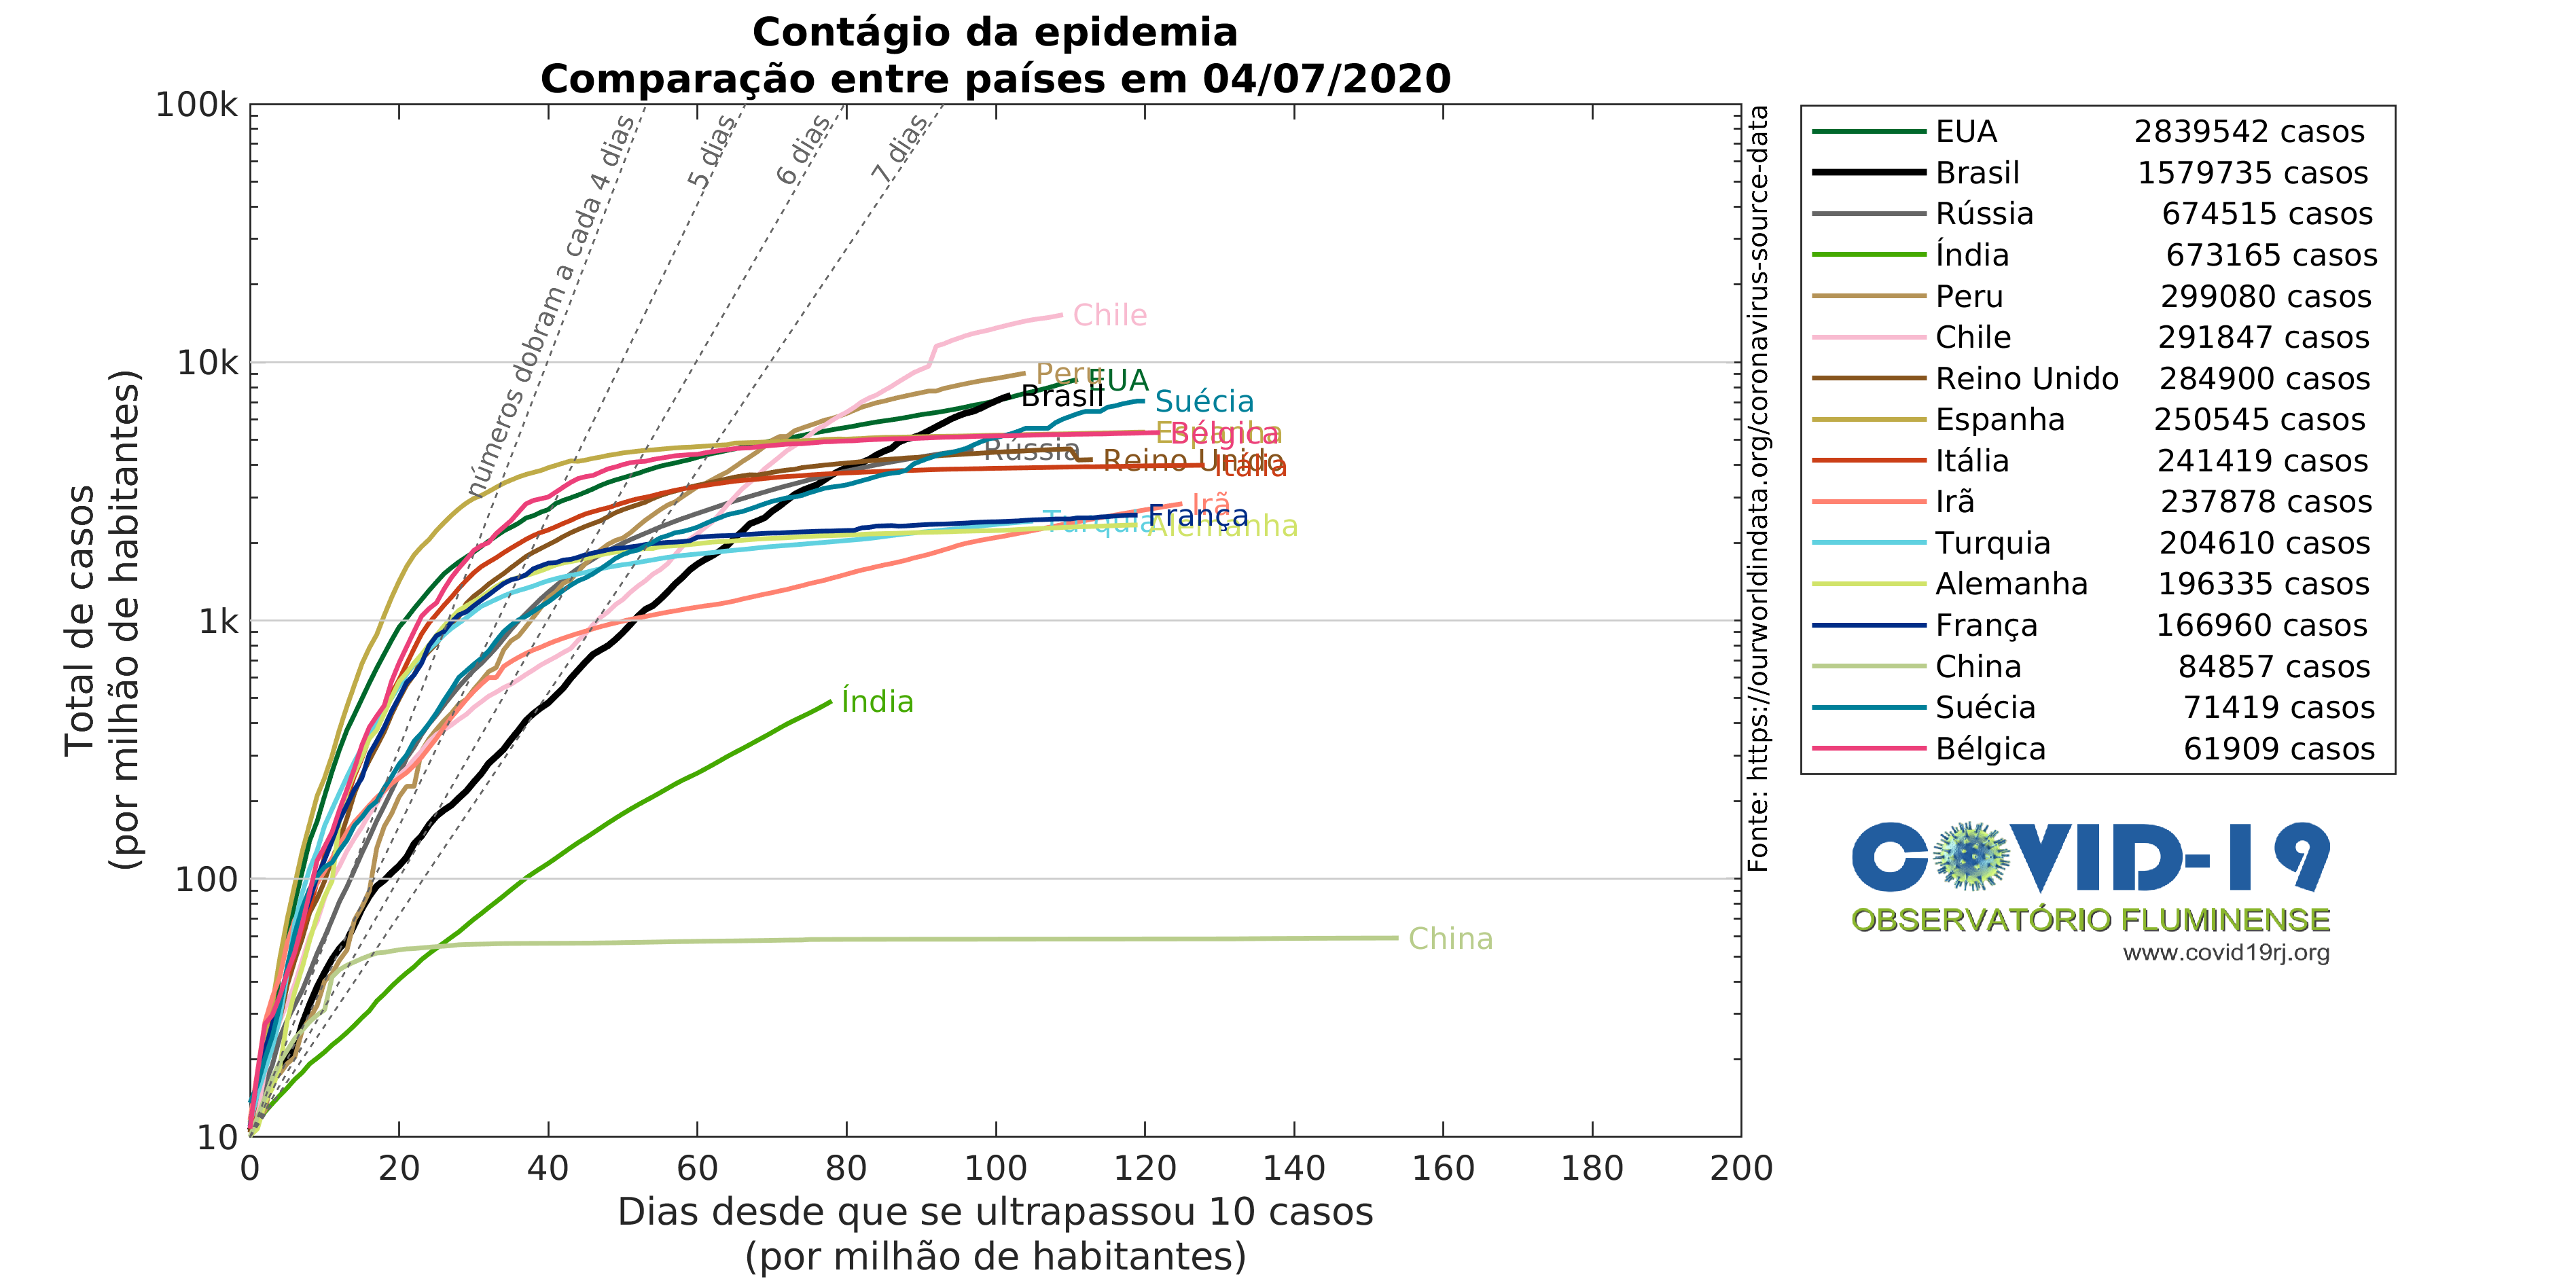 Contágio da epidemia
Comparação entre países em 04/07/2020
Total de casos
(por milhão de habitantes)
100k
10k
1k
100
10
números dobram a cada 4 dias
5 dias
6 dias
7 dias
Chile
Peru
EUA
Brasil
Suécia
Espanha
Bélgica
Rússia
Reino Unido
Itália
Irã
França
Turquia
Alemanha
Índia
China
0 20 40 60 80 100 120 140 160 180 200
Dias desde que se ultrapassou 10 casos
(por milhão de habitantes)
Fonte: https://ourworldindata.org/coronavirus-source-data
EUA 2839542 casos
Brasil 1579735 casos
Rússia 674515 casos
Índia 673165 casos
Peru 299080 casos
Chile 291847 casos
Reino Unido 284900 casos
Espanha 250545 casos
Itália 241419 casos
Irã 237878 casos
Turquia 204610 casos
Alemanha 196335 casos
França 166960 casos
China 84857 casos
Suécia 71419 casos
Bélgica 61909 casos
COVID-19
OBSERVATÓRIO FLUMINENSE
www.covid19rj.org